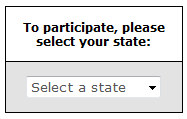 To participate, please
select your state:
Select a state